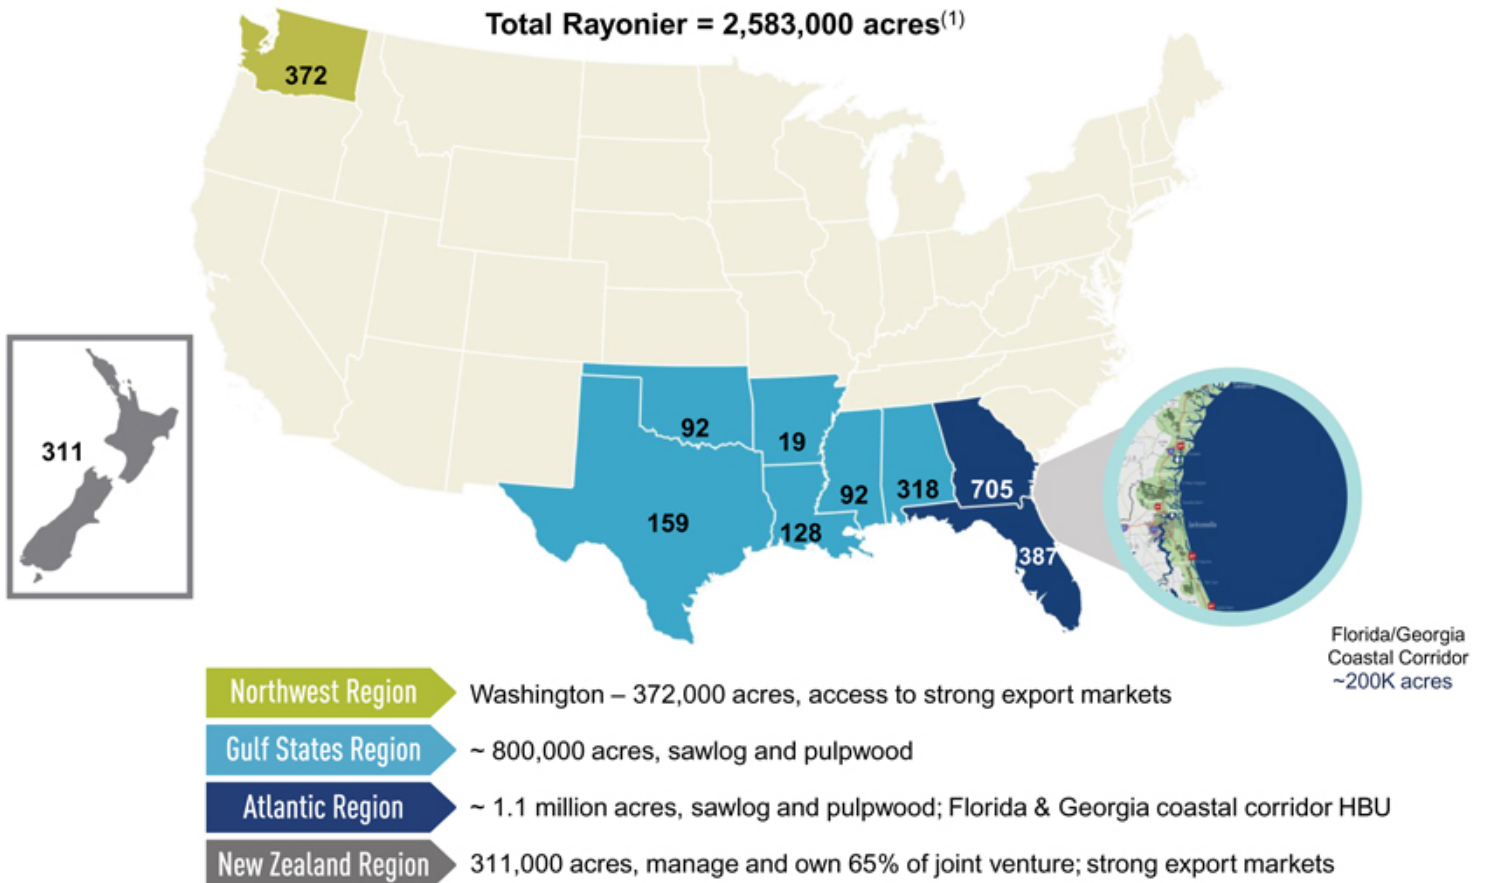 Total Rayonier = 2,583,000 acres(1)
372
311
92
19
159
128
92
318
705
387
Florida/Georgia
Coastal Corridor
~200K acres
Northwest Region
Washington – 372,000 acres, access to strong export markets
Gulf States Region
~ 800,000 acres, sawlog and pulpwood
Atlantic Region
~ 1.1 million acres, sawlog and pulpwood; Florida & Georgia coastal corridor HBU
New Zealand Region
311,000 acres, manage and own 65% of joint venture; strong export markets